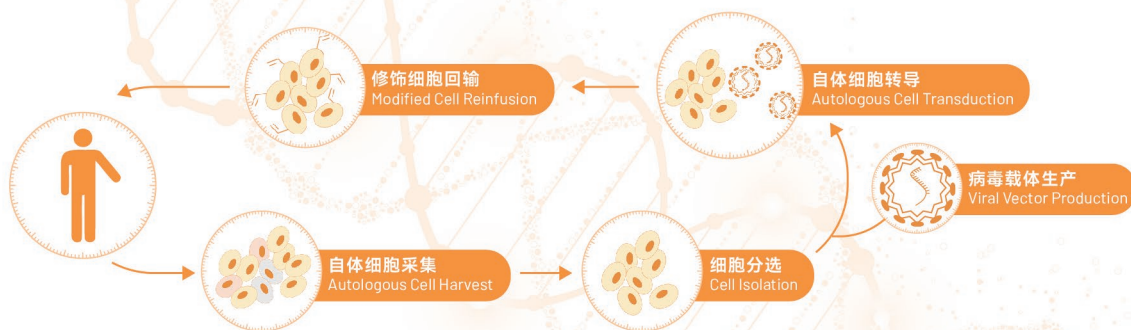 修饰细胞回输
Modified Cell Reinfusion
自体细胞转导
Autologous Cell Transduction
病毒载体生产
Viral Vector Production
自体细胞采集
Autologous Cell Harvest
细胞分选
Cell Isolation